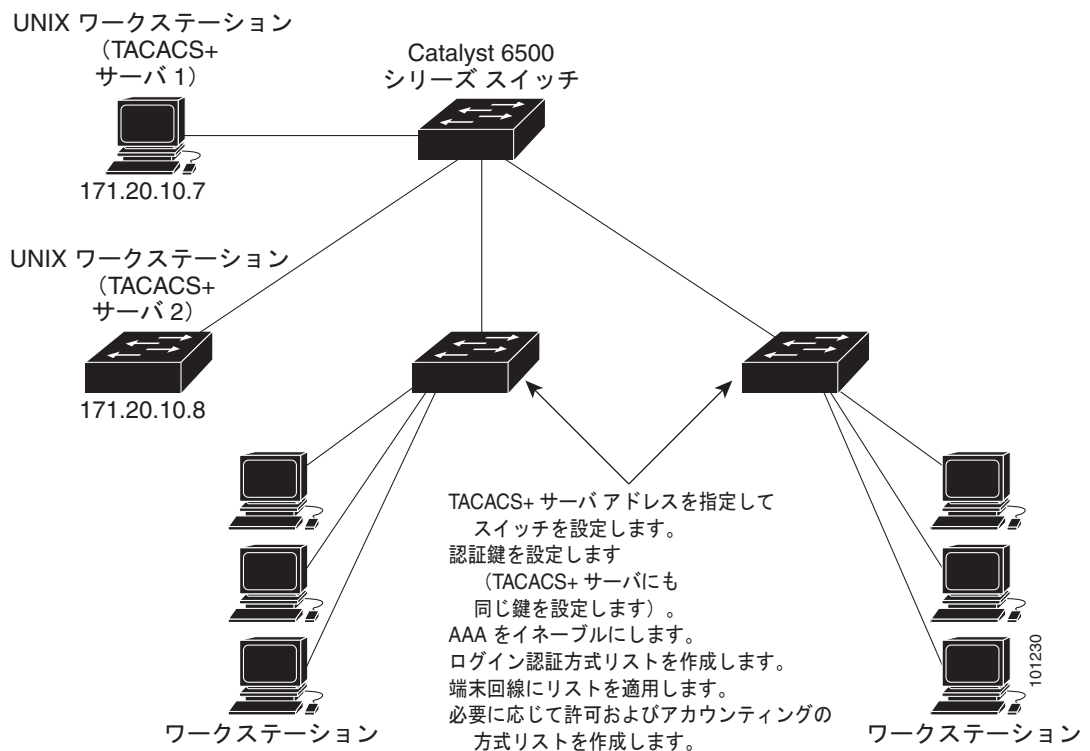 UNIX ワークステーション
（TACACS+
サーバ 1）
171.20.10.7
Catalyst 6500
シリーズ スイッチ
UNIX ワークステーション
（TACACS+
サーバ 2）
171.20.10.8
TACACS+ サーバ アドレスを指定して
スイッチを設定します。
認証鍵を設定します
（TACACS+ サーバにも
同じ鍵を設定します）。
AAA をイネーブルにします。
ログイン認証方式リストを作成します。
端末回線にリストを適用します。
必要に応じて許可およびアカウンティングの
方式リストを作成します。
ワークステーション
ワークステーション
101230